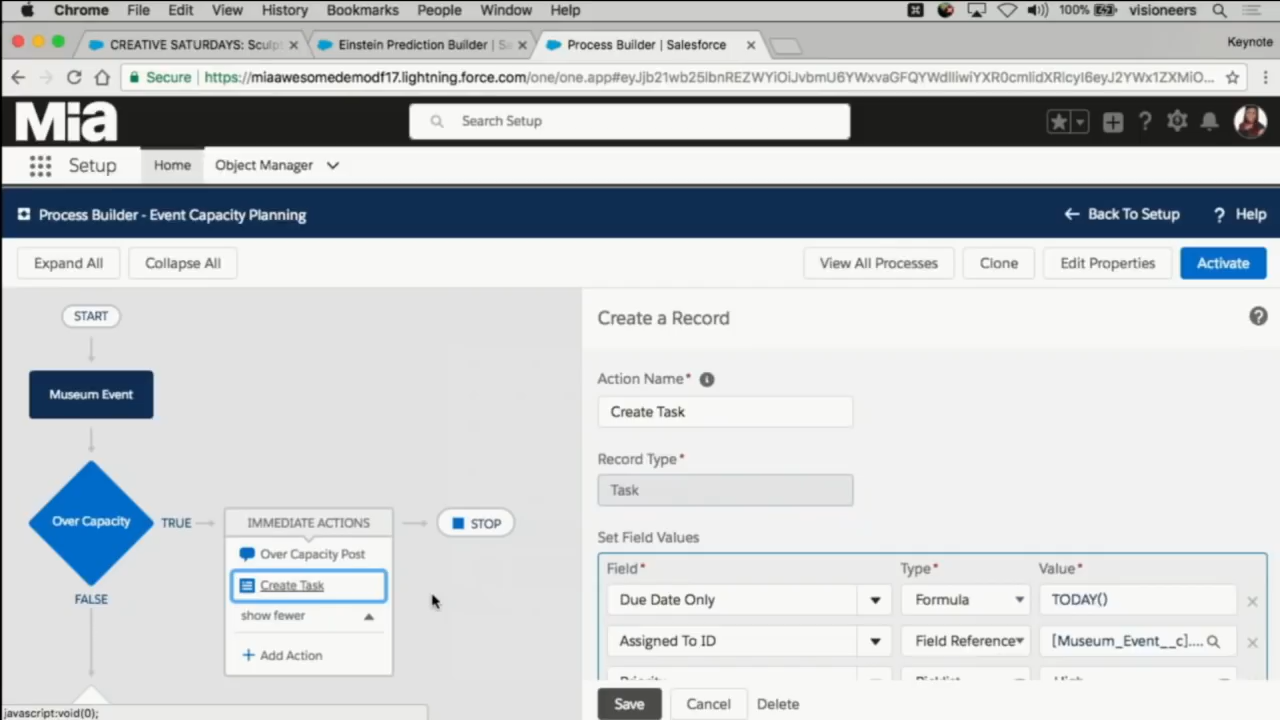 Chrome File Edit View History Bookmarks People Window Help 100% visioneers
CREATIVE SATURDAYS: Sculpt Einstein Prediction Builder | Sa Process Builder | Salesforce Keynote
Secure https://miaawesomedemodf17.lightning.force.com/one/one.app#
Mia Search Setup
Setup Home Object Manager
Process Builder - Event Capacity Planning Back To Setup ? Help
Expand All Collapse All View All Processes Clone Edit Properties Activate
START
Create a Record
Museum Event
Action Name*
Create Task
Record Type*
Task
Over Capacity TRUE IMMEDIATE ACTIONS STOP
Set Field Values
Over Capacity Post
Field* Type* Value*
Create Task
Due Date Only Formula TODAY()
FALSE
show fewer
Assigned To ID Field Reference [Museum_Event__c]....
+ Add Action
Priority Picklist High
Save Cancel Delete
javascript:void(0);